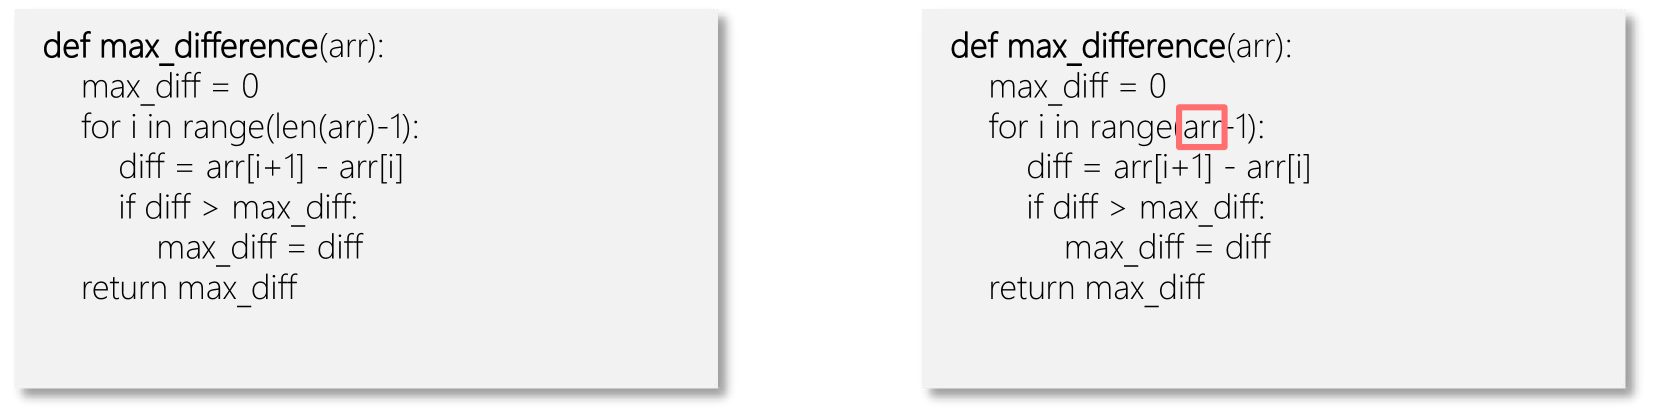 def max_difference(arr):
max_diff = 0
for i in range(len(arr)-1):
diff = arr[i+1] - arr[i]
if diff > max_diff:
max_diff = diff
return max_diff
def max_difference(arr):
max_diff = 0
for i in range(arr-1):
diff = arr[i+1] - arr[i]
if diff > max_diff:
max_diff = diff
return max_diff